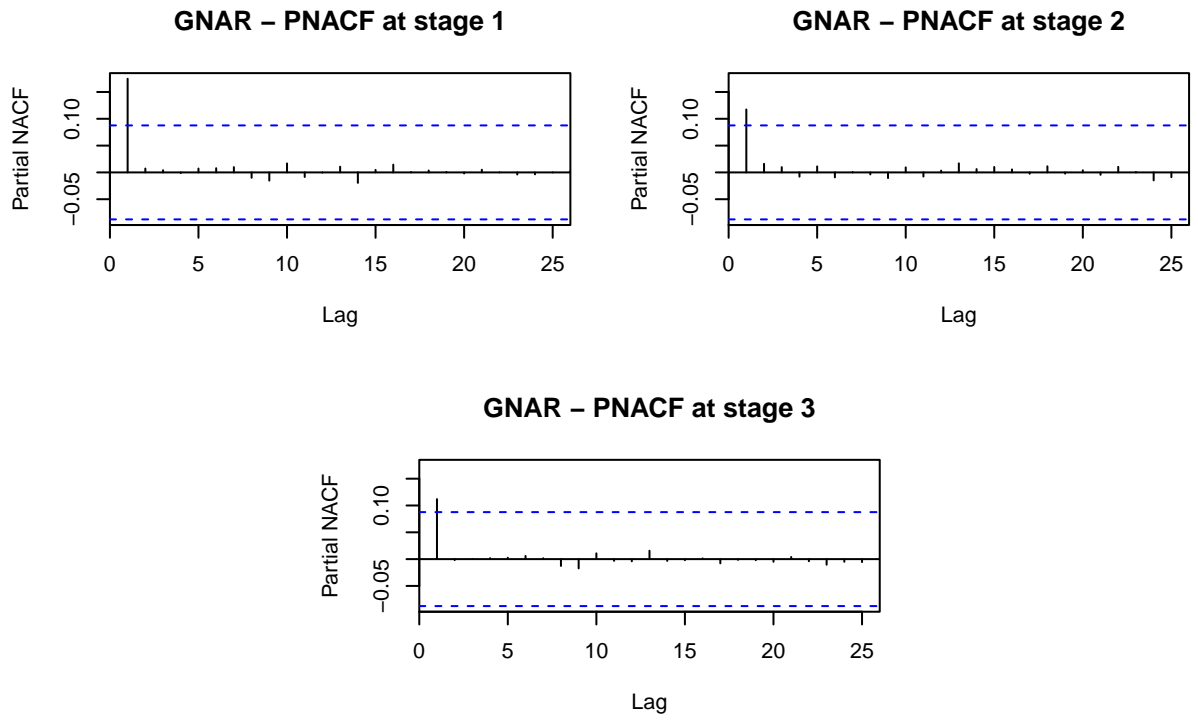 GNAR − PNACF at stage 1
Partial NACF
−0.05 0.10
0 5 10 15 20 25
Lag
GNAR − PNACF at stage 2
Partial NACF
−0.05 0.10
0 5 10 15 20 25
Lag
GNAR − PNACF at stage 3
Partial NACF
−0.05 0.10
0 5 10 15 20 25
Lag